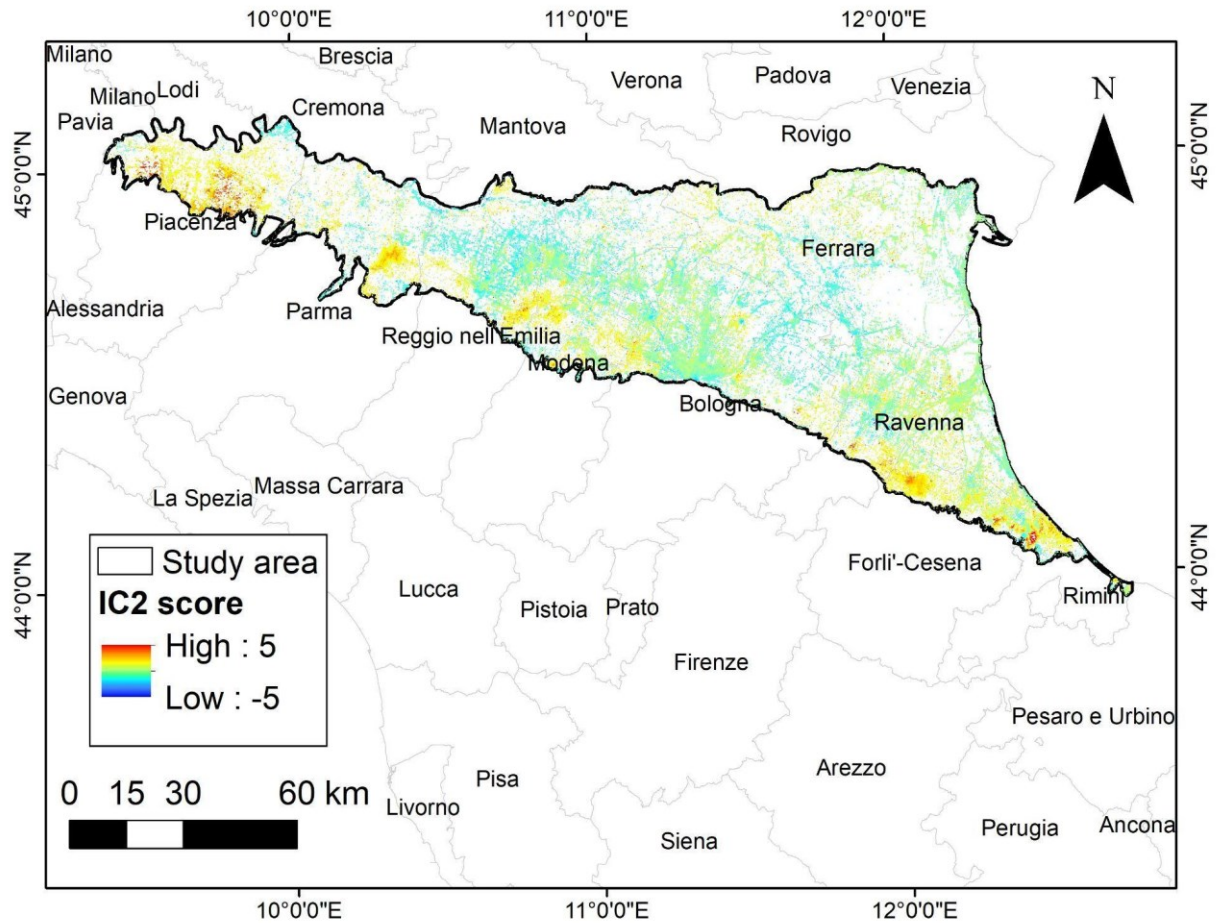 10°0'0"E
11°0'0"E
12°0'0"E
Milano
Brescia
Verona
Padova
Venezia
N
Milano
Lodi
Cremona
Pavia
Mantova
Rovigo
45°0'0"N
45°0'0"N
Piacenza
Ferrara
Alessandria
Parma
Reggio nell'Emilia
Modena
Genova
Bologna
Ravenna
La Spezia
Massa Carrara
Study area
IC2 score
High : 5
Low : -5
Lucca
Pistoia
Prato
Forli'-Cesena
Rimini
44°0'0"N
44°0'0"N
Firenze
Pesaro e Urbino
Arezzo
Pisa
0 15 30 60 km
Livorno
Siena
Perugia
Ancona
10°0'0"E
11°0'0"E
12°0'0"E